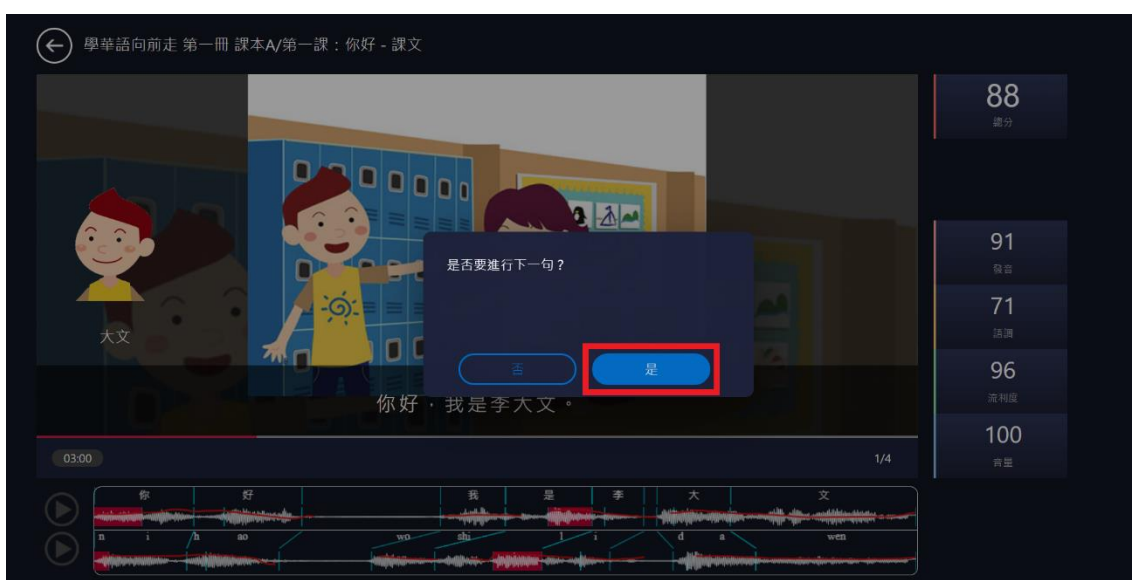 學華語向前走 第一冊 課本A/第一課：你好 - 課文
88
總分
大文
是否要進行下一句？
否
是
你好，我是李大文。
91
發音
71
語調
96
流利度
100
音量
03:00
1/4
你 好 我 是 李 大 文
n i h ao wo shi l i d a wen